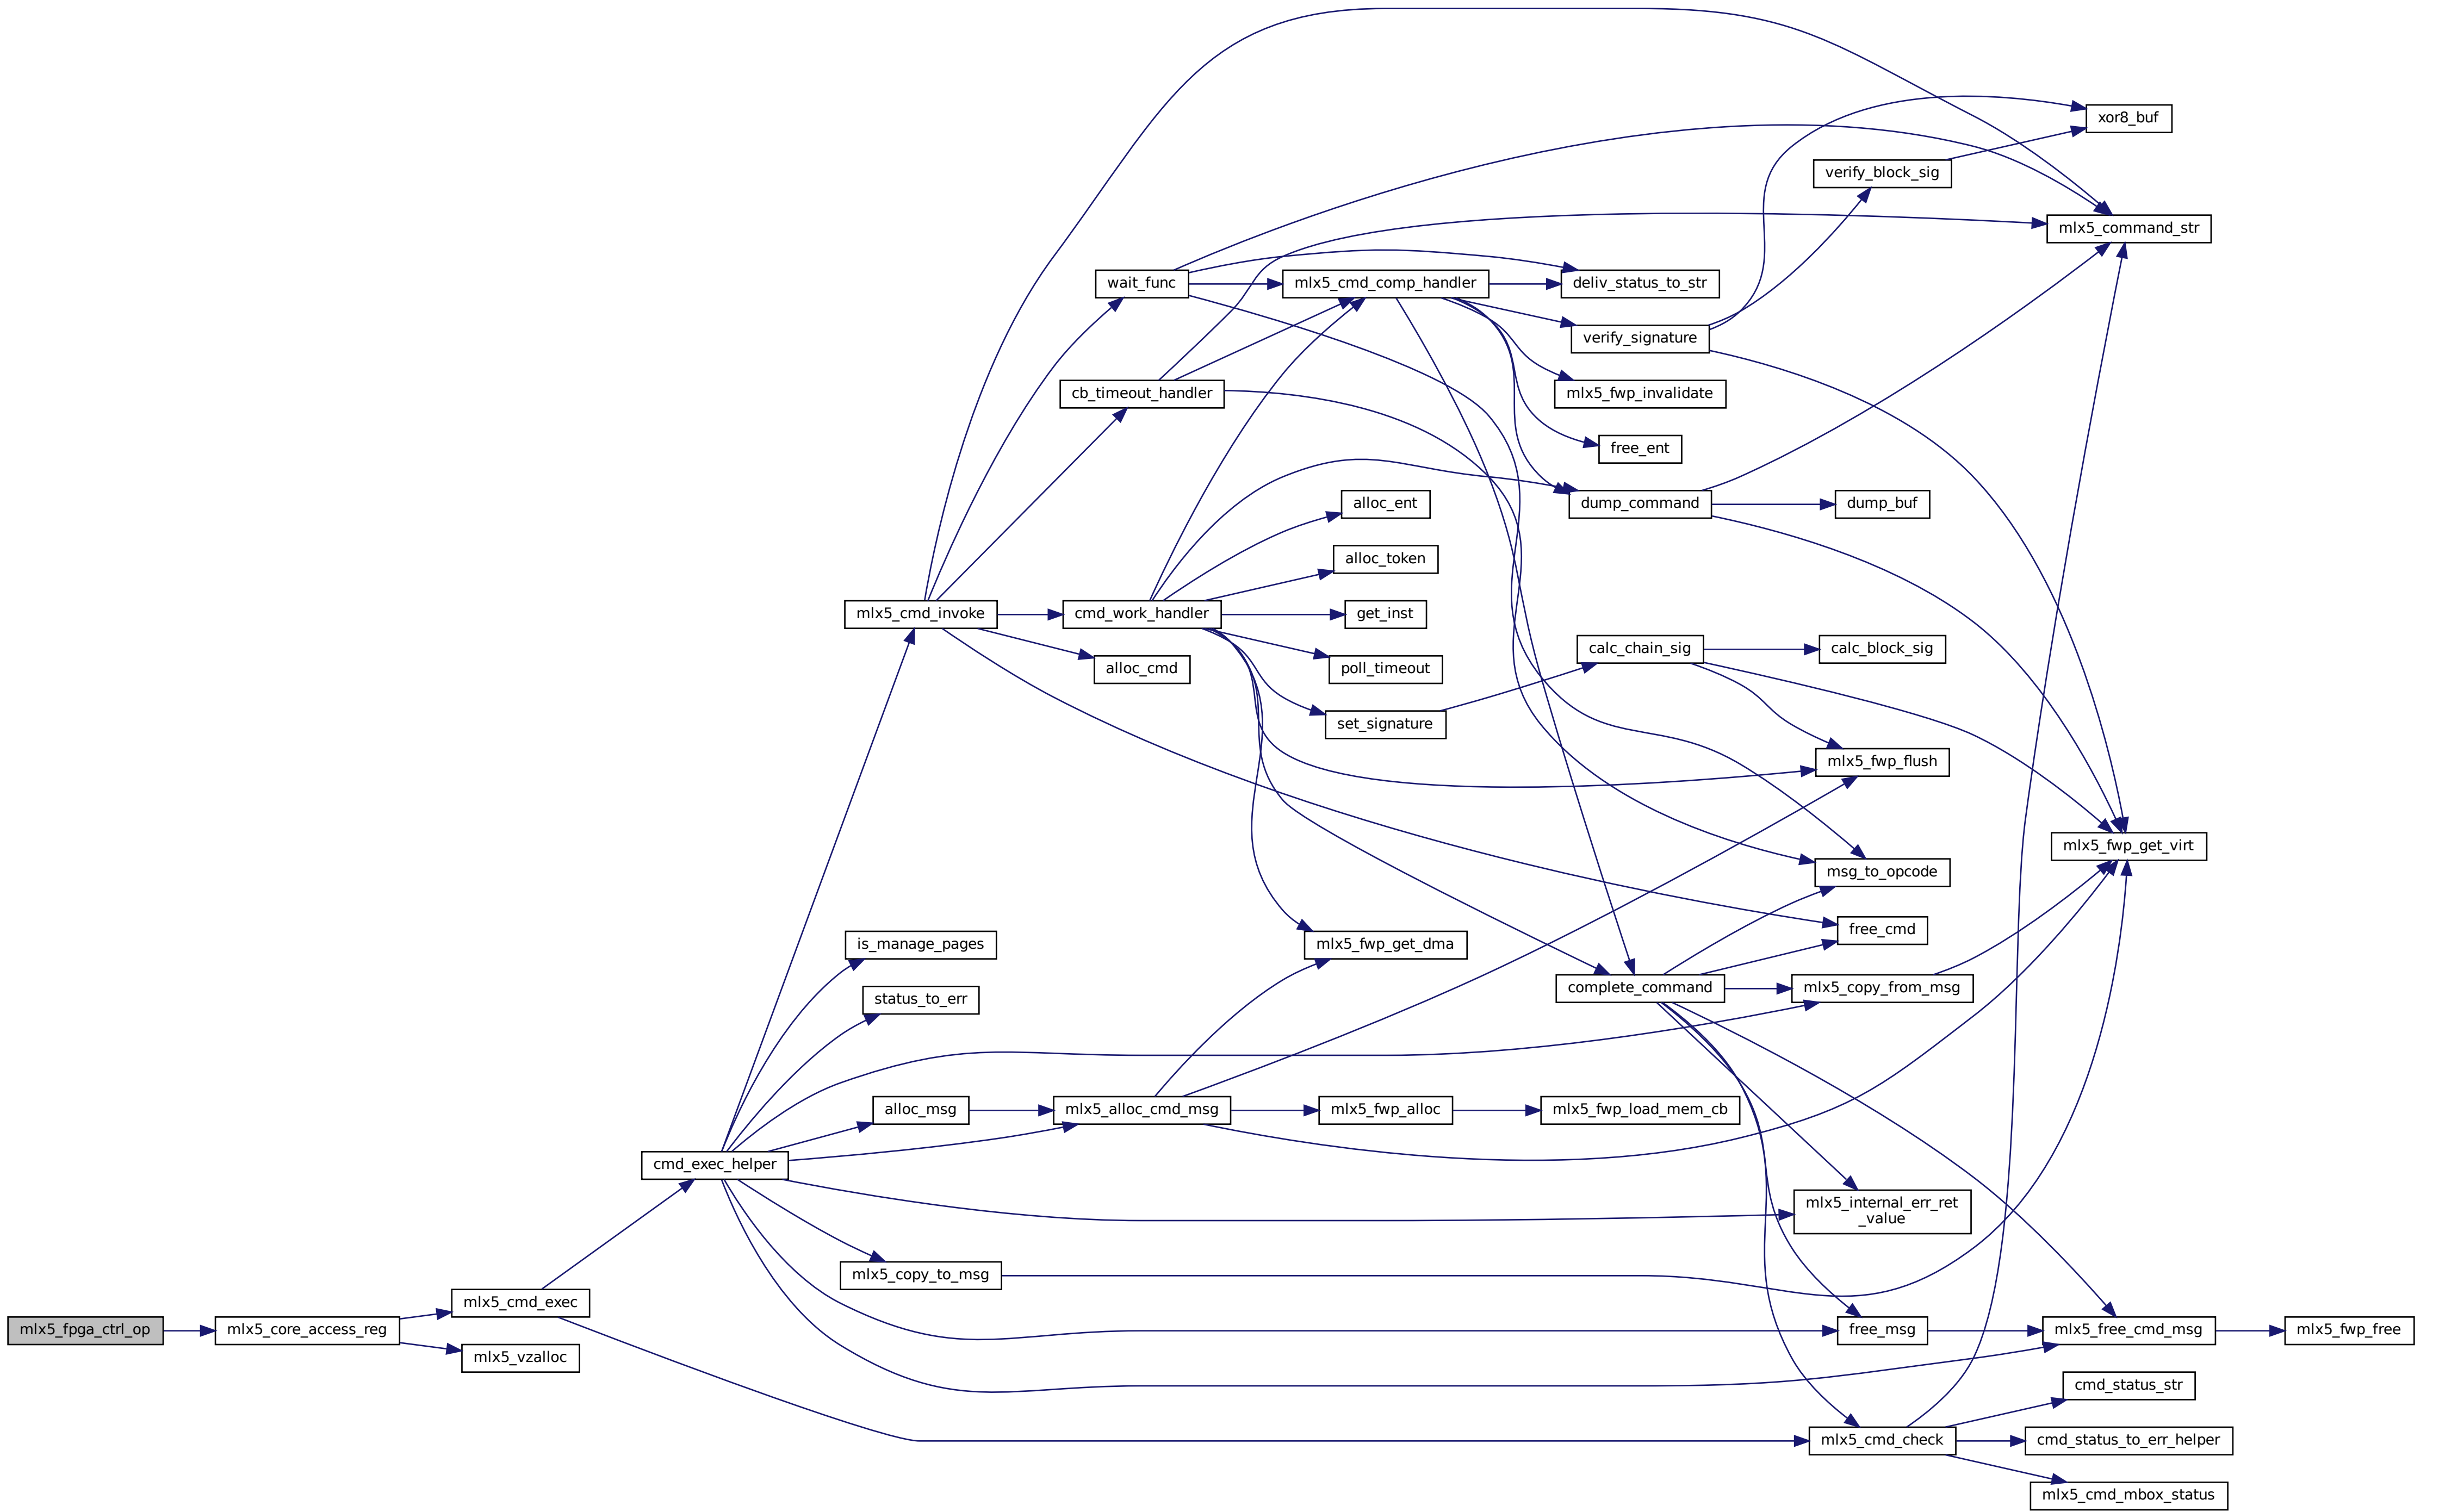 xor8_buf
verify_block_sig
mlx5_command_str
wait_func
mlx5_cmd_comp_handler
deliv_status_to_str
verify_signature
cb_timeout_handler
mlx5_fwp_invalidate
free_ent
alloc_ent
dump_command
dump_buf
alloc_token
mlx5_cmd_invoke
cmd_work_handler
get_inst
calc_chain_sig
calc_block_sig
alloc_cmd
poll_timeout
set_signature
mlx5_fwp_flush
mlx5_fwp_get_virt
msg_to_opcode
free_cmd
is_manage_pages
mlx5_fwp_get_dma
status_to_err
complete_command
mlx5_copy_from_msg
alloc_msg
mlx5_alloc_cmd_msg
mlx5_fwp_alloc
mlx5_fwp_load_mem_cb
cmd_exec_helper
mlx5_internal_err_ret
_value
mlx5_copy_to_msg
mlx5_cmd_exec
mlx5_fpga_ctrl_op
mlx5_core_access_reg
free_msg
mlx5_free_cmd_msg
mlx5_fwp_free
mlx5_vzalloc
cmd_status_str
mlx5_cmd_check
cmd_status_to_err_helper
mlx5_cmd_mbox_status